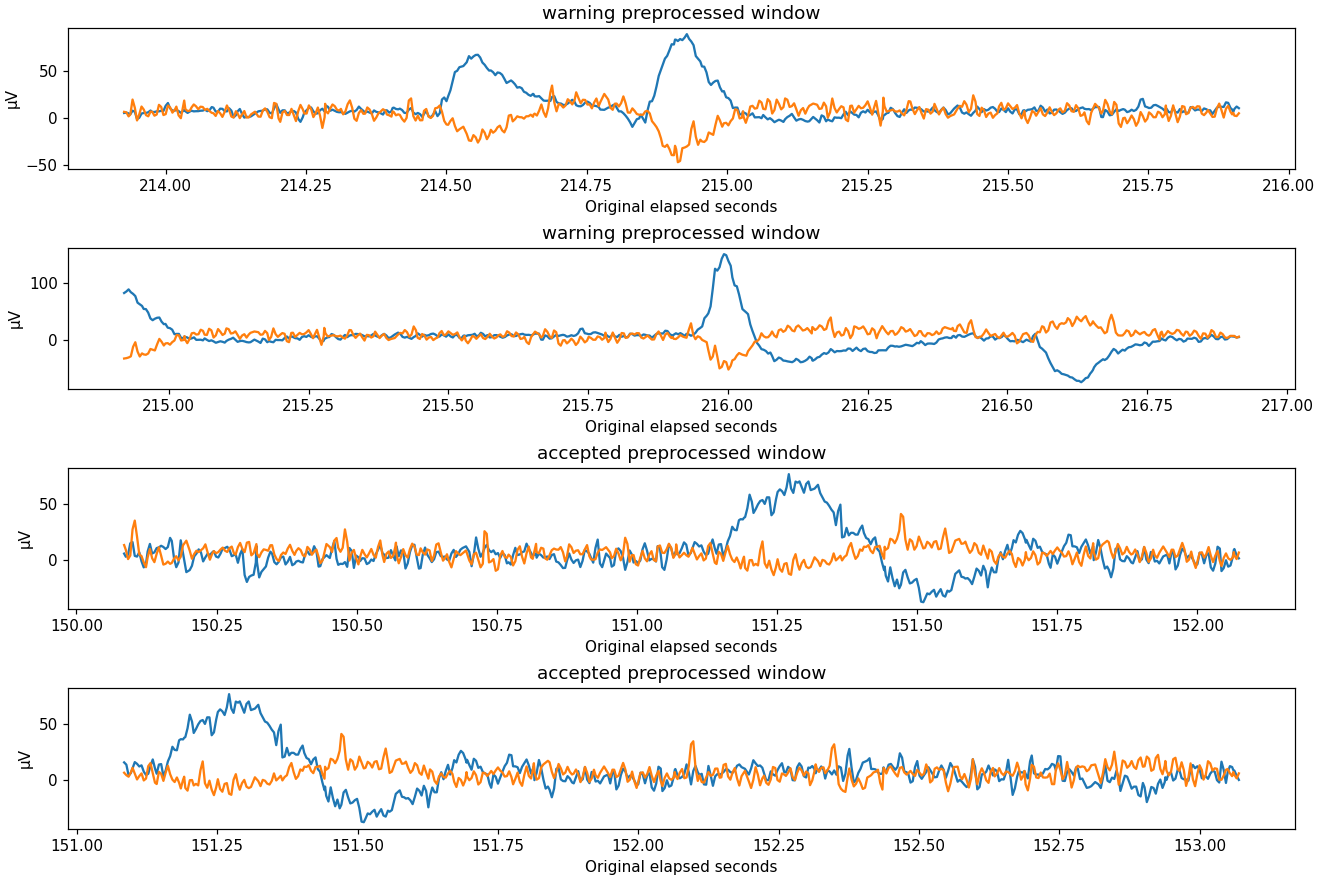 warning preprocessed window
50
0
−50
µV
214.00 214.25 214.50 214.75 215.00 215.25 215.50 215.75 216.00
Original elapsed seconds
warning preprocessed window
100
0
µV
215.00 215.25 215.50 215.75 216.00 216.25 216.50 216.75 217.00
Original elapsed seconds
accepted preprocessed window
50
0
µV
150.00 150.25 150.50 150.75 151.00 151.25 151.50 151.75 152.00
Original elapsed seconds
accepted preprocessed window
50
0
µV
151.00 151.25 151.50 151.75 152.00 152.25 152.50 152.75 153.00
Original elapsed seconds